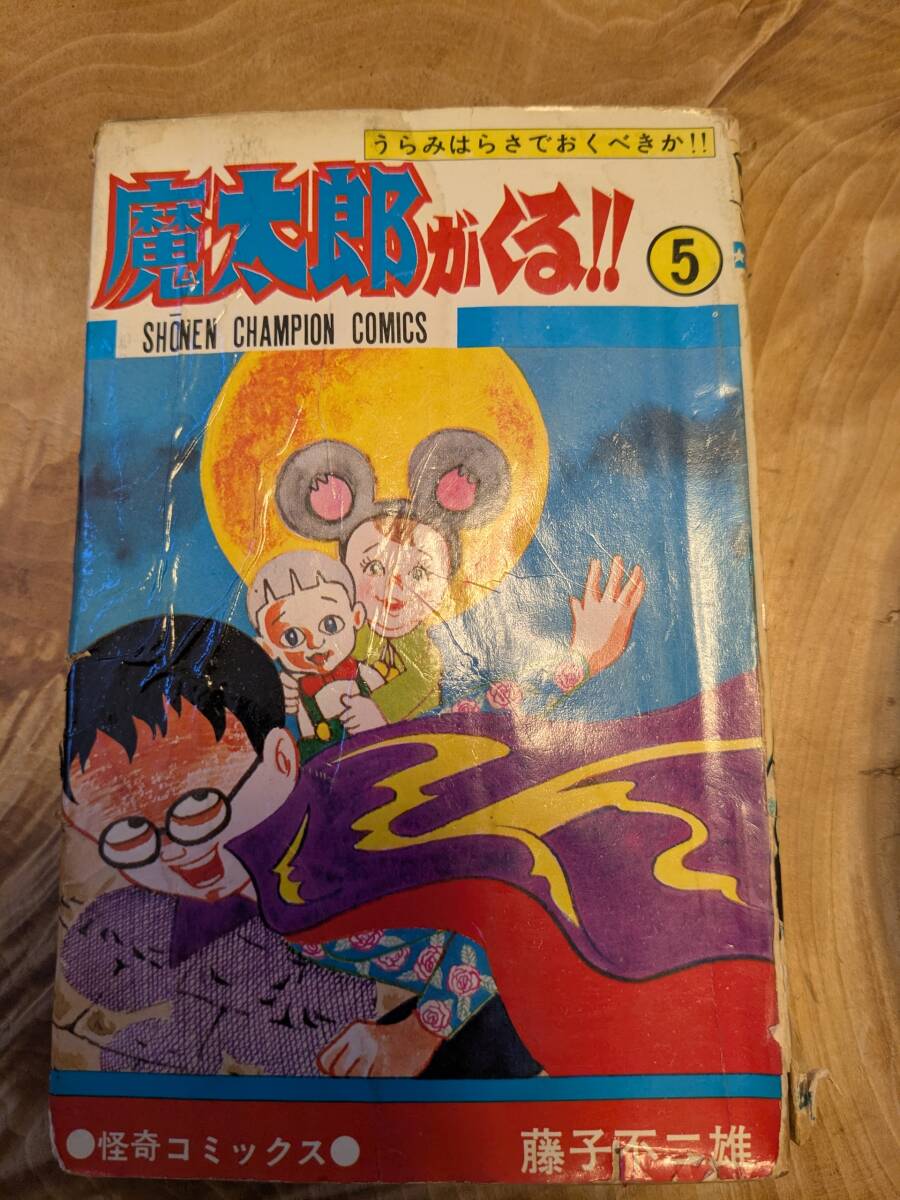 うらみはらさでおくべきか!!
魔太郎がくる!!
5
SHŌNEN CHAMPION COMICS
●怪奇コミックス●
藤子不二雄